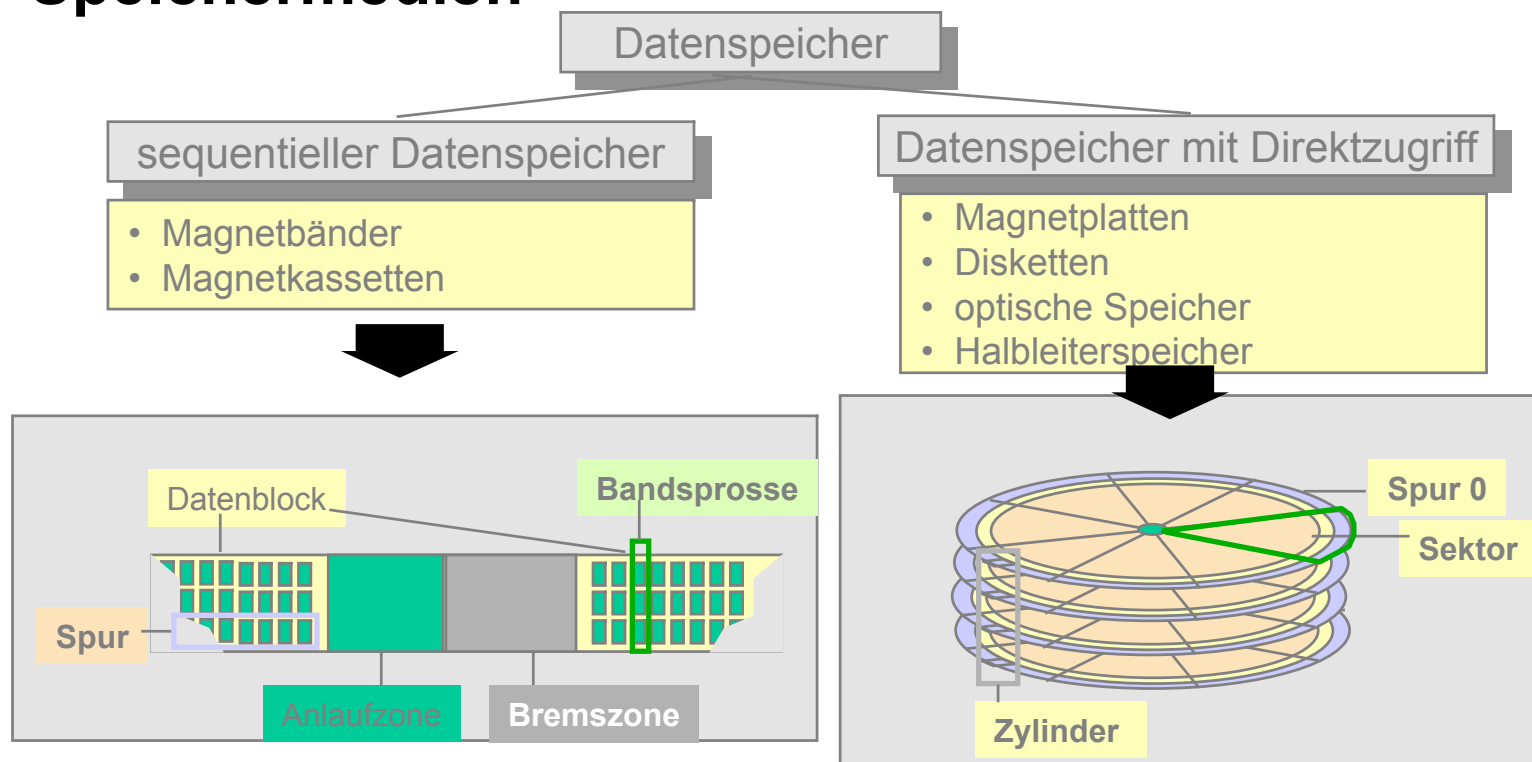 Speichermedien
Datenspeicher
sequentieller Datenspeicher
• Magnetbänder
• Magnetkassetten
Datenspeicher mit Direktzugriff
• Magnetplatten
• Disketten
• optische Speicher
• Halbleiterspeicher
Datenblock
Bandsprosse
Spur
Anlaufzone
Bremszone
Spur 0
Sektor
Zylinder